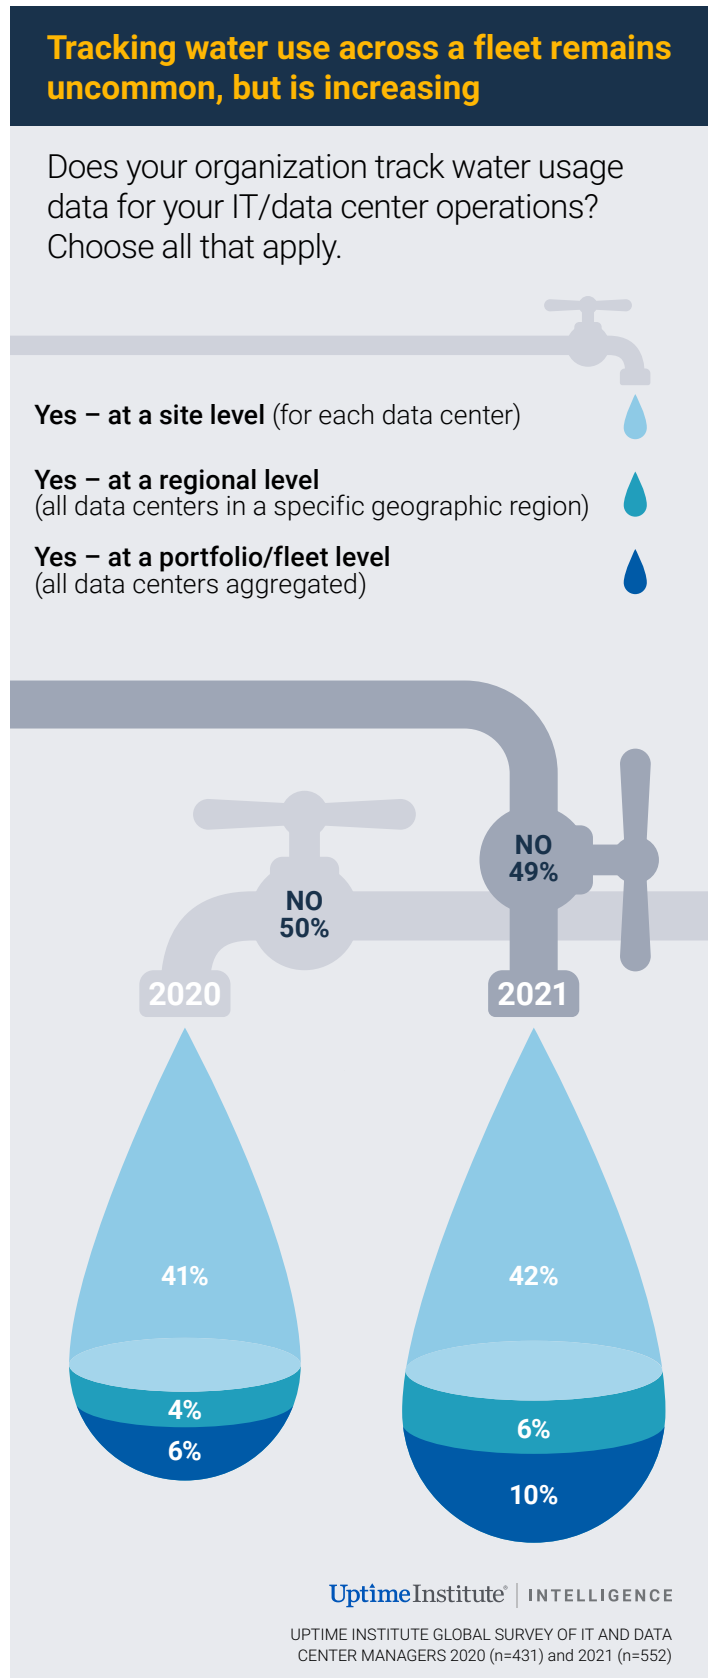 Tracking water use across a fleet remains
uncommon, but is increasing
Does your organization track water usage
data for your IT/data center operations?
Choose all that apply.
Yes – at a site level (for each data center)
Yes – at a regional level
(all data centers in a specific geographic region)
Yes – at a portfolio/fleet level
(all data centers aggregated)
NO
49%
NO
50%
2020
2021
41%
42%
4%
6%
6%
10%
UptimeInstitute® | INTELLIGENCE
UPTIME INSTITUTE GLOBAL SURVEY OF IT AND DATA
CENTER MANAGERS 2020 (n=431) and 2021 (n=552)